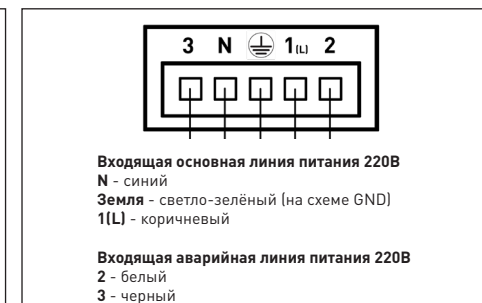 3 N 1(L) 2
Входящая основная линия питания 220В
N - синий
Земля - светло-зелёный (на схеме GND)
1(L) - коричневый
Входящая аварийная линия питания 220В
2 - белый
3 - черный